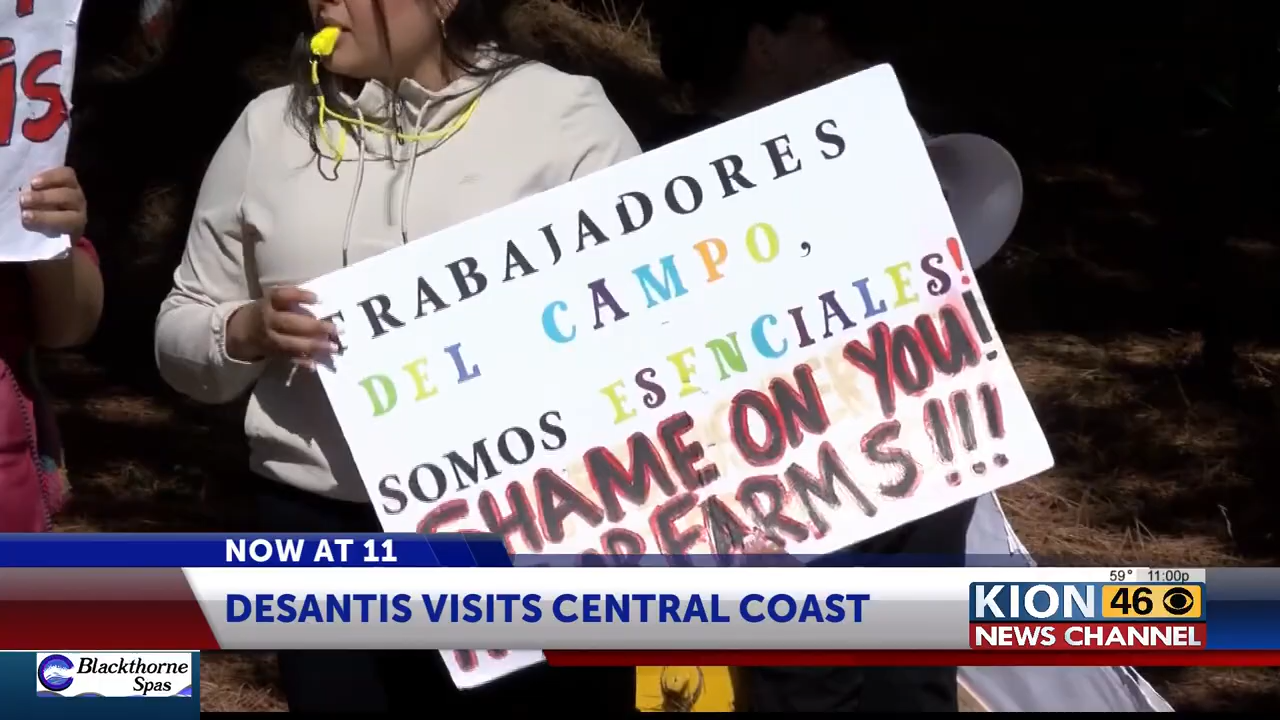 is
TRABAJADORES
DEL CAMPO,
SOMOS ESENCIALES!
SHAME ON YOU!
FARMS!!!
NOW AT 11
DESANTIS VISITS CENTRAL COAST
59° 11:00p
KION 46
NEWS CHANNEL
Blackthorne
Spas